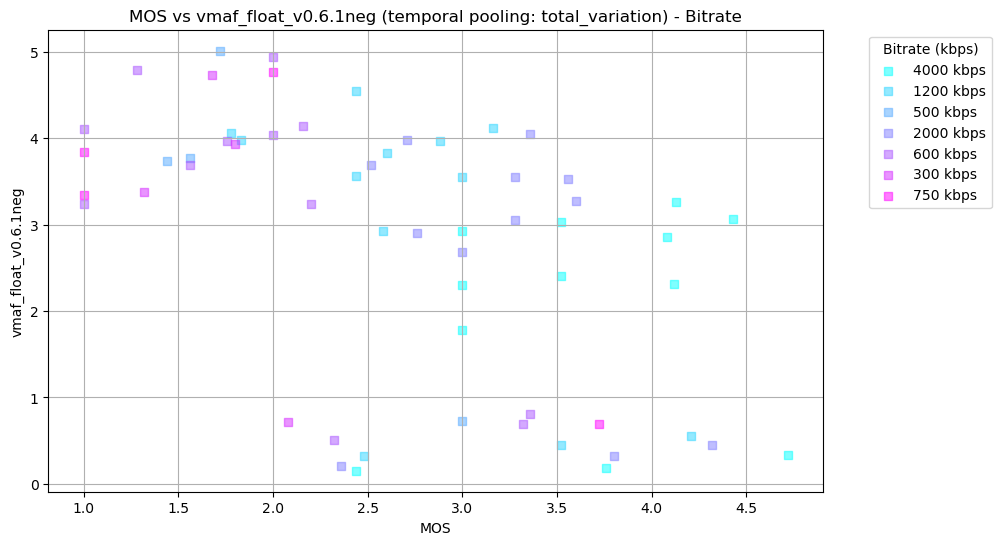 MOS vs vmaf_float_v0.6.1neg (temporal pooling: total_variation) - Bitrate
vmaf_float_v0.6.1neg
5
4
3
2
1
0
1.0 1.5 2.0 2.5 3.0 3.5 4.0 4.5
MOS
Bitrate (kbps)
4000 kbps
1200 kbps
500 kbps
2000 kbps
600 kbps
300 kbps
750 kbps